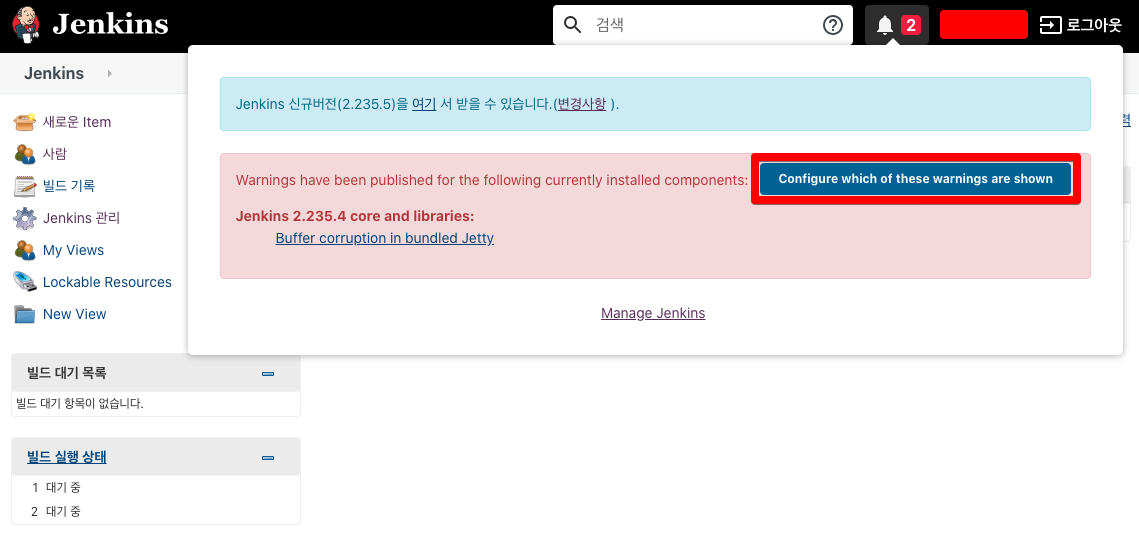 Jenkins
검색
2
로그아웃
Jenkins
새로운 Item
사람
빌드 기록
Jenkins 관리
My Views
Lockable Resources
New View
Jenkins 신규버전(2.235.5)을 여기 서 받을 수 있습니다.(변경사항 ).
Warnings have been published for the following currently installed components:
Configure which of these warnings are shown
Jenkins 2.235.4 core and libraries:
Buffer corruption in bundled Jetty
Manage Jenkins
빌드 대기 목록
빌드 대기 항목이 없습니다.
빌드 실행 상태
1 대기 중
2 대기 중